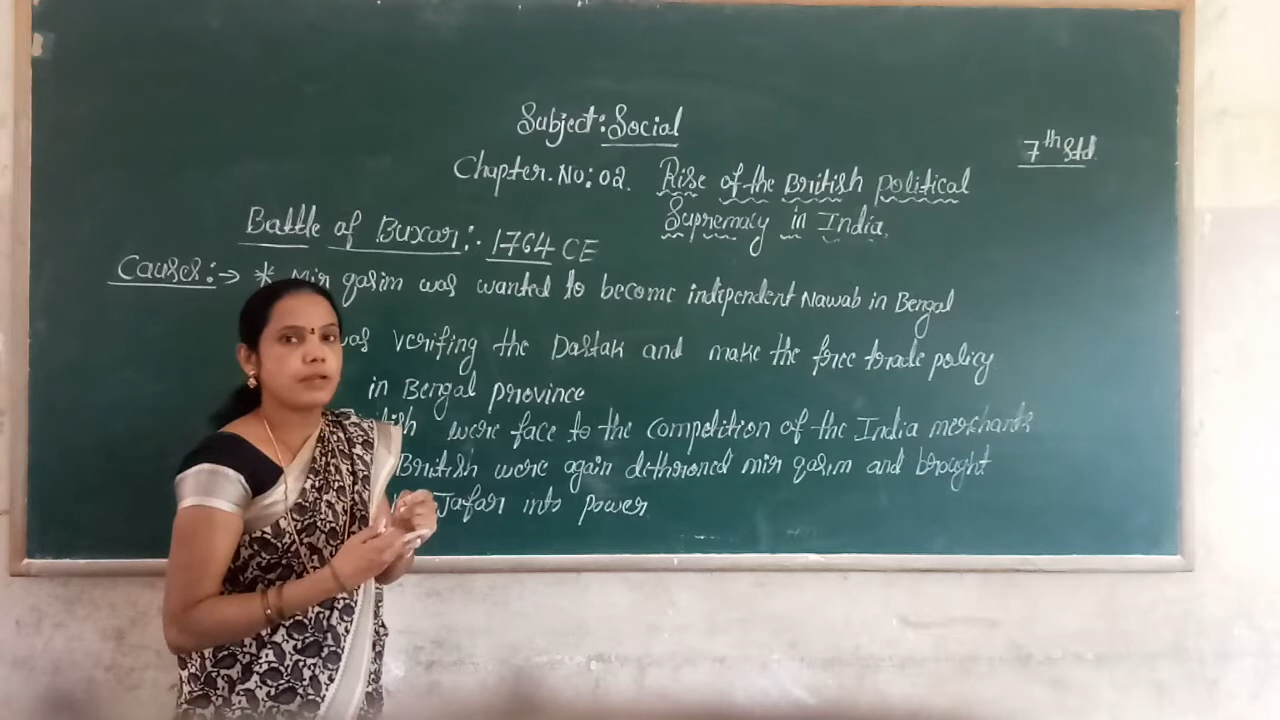 Subject: Social
7th Std.
Chapter. No: 02. Rise of the British political
Supremacy in India.
Battle of Buxar:- 1764 CE
Causes:→ * Mir qasim was wanted to become independent Nawab in Bengal
was verifing the Dastak and make the free trade policy
in Bengal province
were face to the competition of the India merchants
British were again dethroned mir qasim and brought
Jafar into power